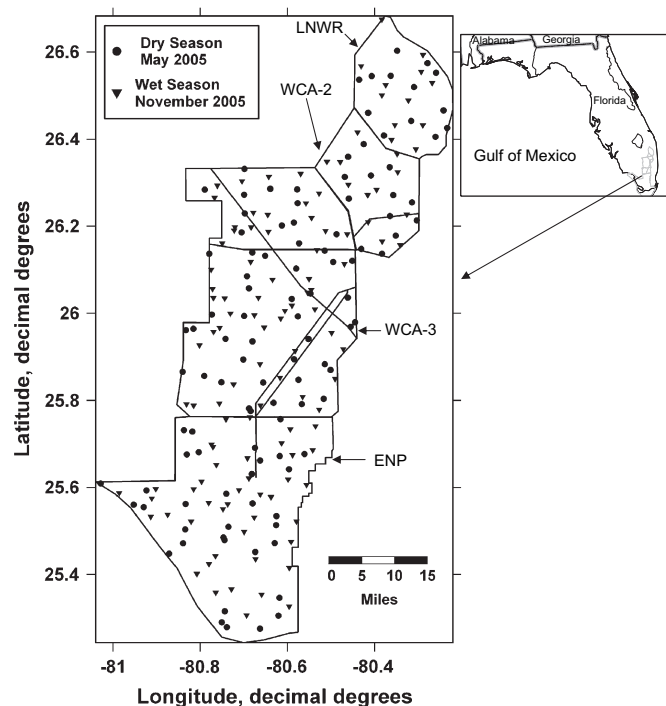 Dry Season
May 2005
Wet Season
November 2005
LNWR
WCA-2
WCA-3
ENP
26.6
26.4
26.2
26
25.8
25.6
25.4
Latitude, decimal degrees
-81
-80.8
-80.6
-80.4
Longitude, decimal degrees
0 5 10 15
Miles
Alabama
Georgia
Florida
Gulf of Mexico